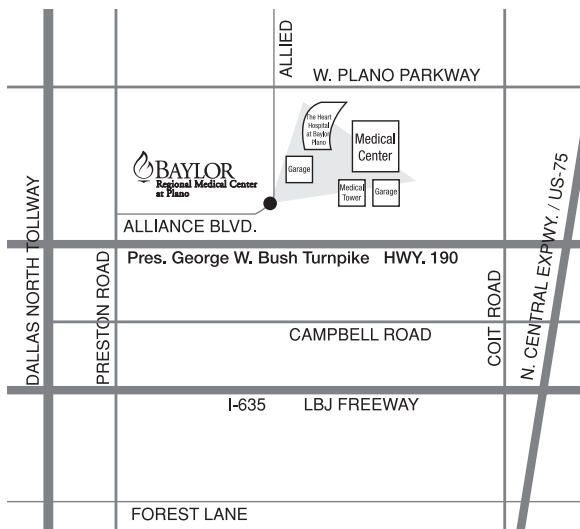 ALLIED
W. PLANO PARKWAY
The Heart
Hospital
at Baylor
Plano
Medical
Center
Garage
BAYLOR
Regional Medical Center
at Plano
Medical
Tower
Garage
ALLIANCE BLVD.
Pres. George W. Bush Turnpike HWY. 190
DALLAS NORTH TOLLWAY
PRESTON ROAD
COIT ROAD
N. CENTRAL EXPWY. / US-75
CAMPBELL ROAD
I-635 LBJ FREEWAY
FOREST LANE